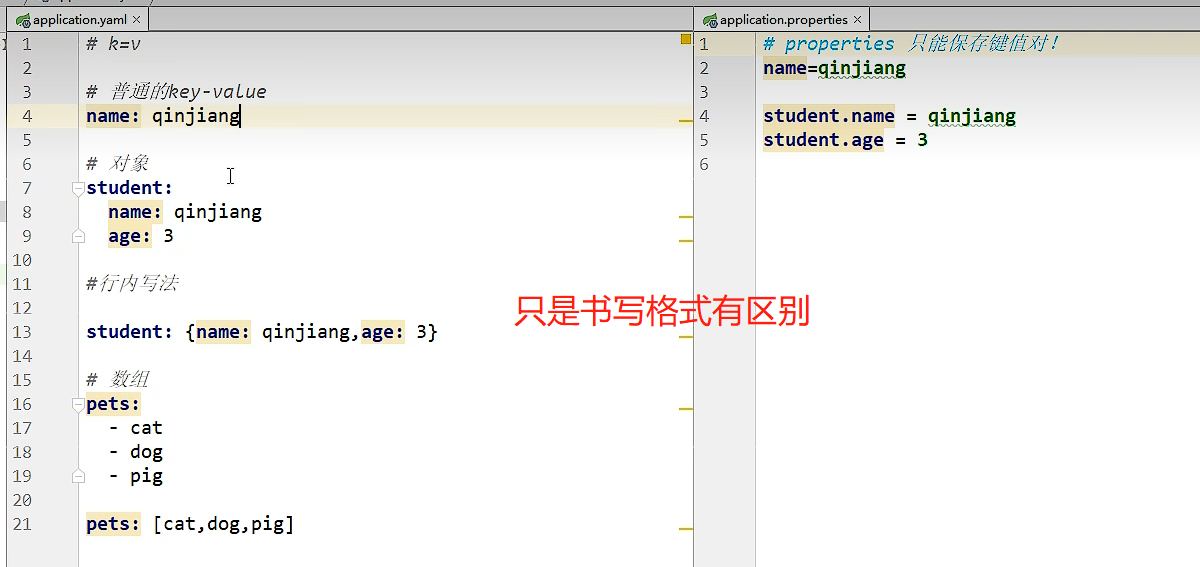 application.yaml ×
1 # k=v
2
3 # 普通的key-value
4 name: qinjiang
5
6 # 对象
7 student:
8 name: qinjiang
9 age: 3
10
11 #行内写法
12
13 student: {name: qinjiang,age: 3}
14
15 # 数组
16 pets:
17 - cat
18 - dog
19 - pig
20
21 pets: [cat,dog,pig]
application.properties ×
1 # properties 只能保存键值对!
2 name=qinjiang
3
4 student.name = qinjiang
5 student.age = 3
6
只是书写格式有区别